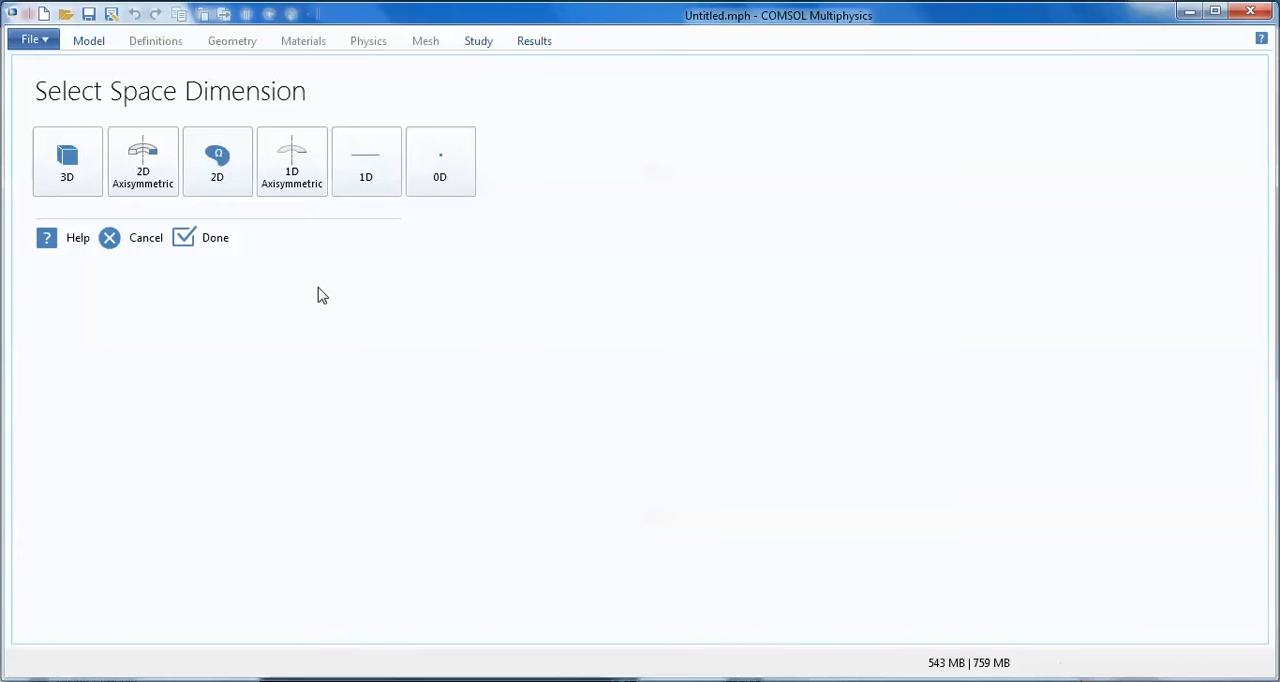 Untitled.mph - COMSOL Multiphysics
File Model Definitions Geometry Materials Physics Mesh Study Results ?
Select Space Dimension
3D
2D
Axisymmetric
Ω
2D
1D
Axisymmetric
1D
0D
? Help Cancel Done
543 MB | 759 MB